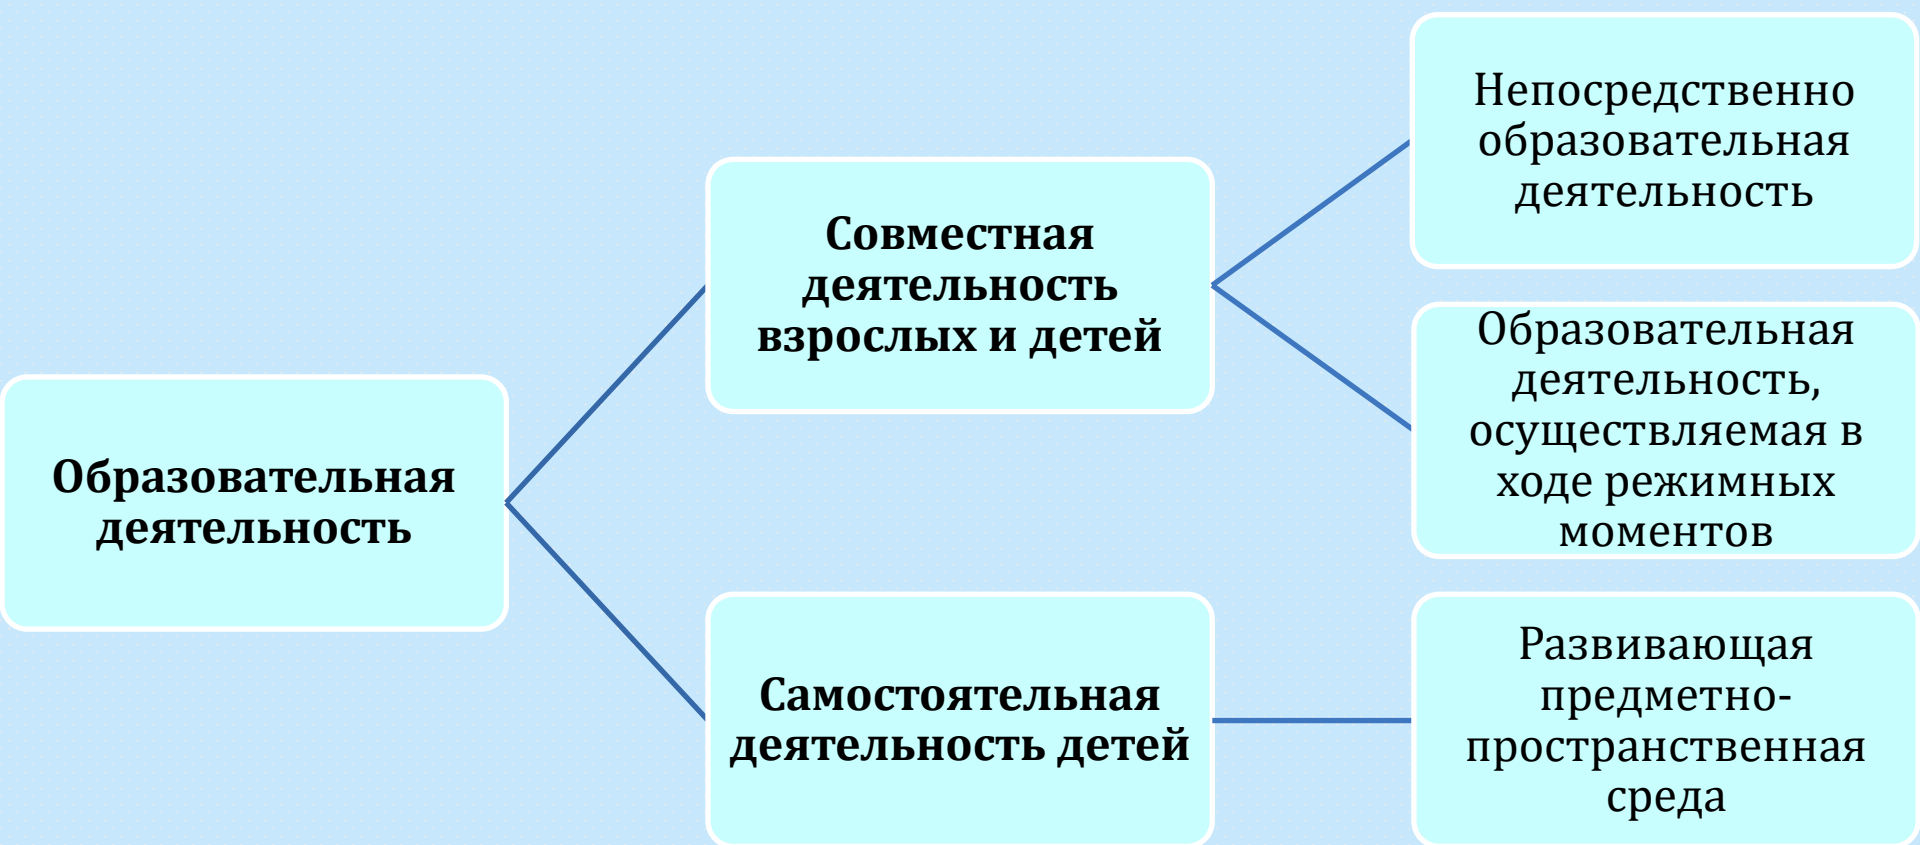 Образовательная
деятельность
Совместная
деятельность
взрослых и детей
Самостоятельная
деятельность детей
Непосредственно
образовательная
деятельность
Образовательная
деятельность,
осуществляемая в
ходе режимных
моментов
Развивающая
предметно-
пространственная
среда